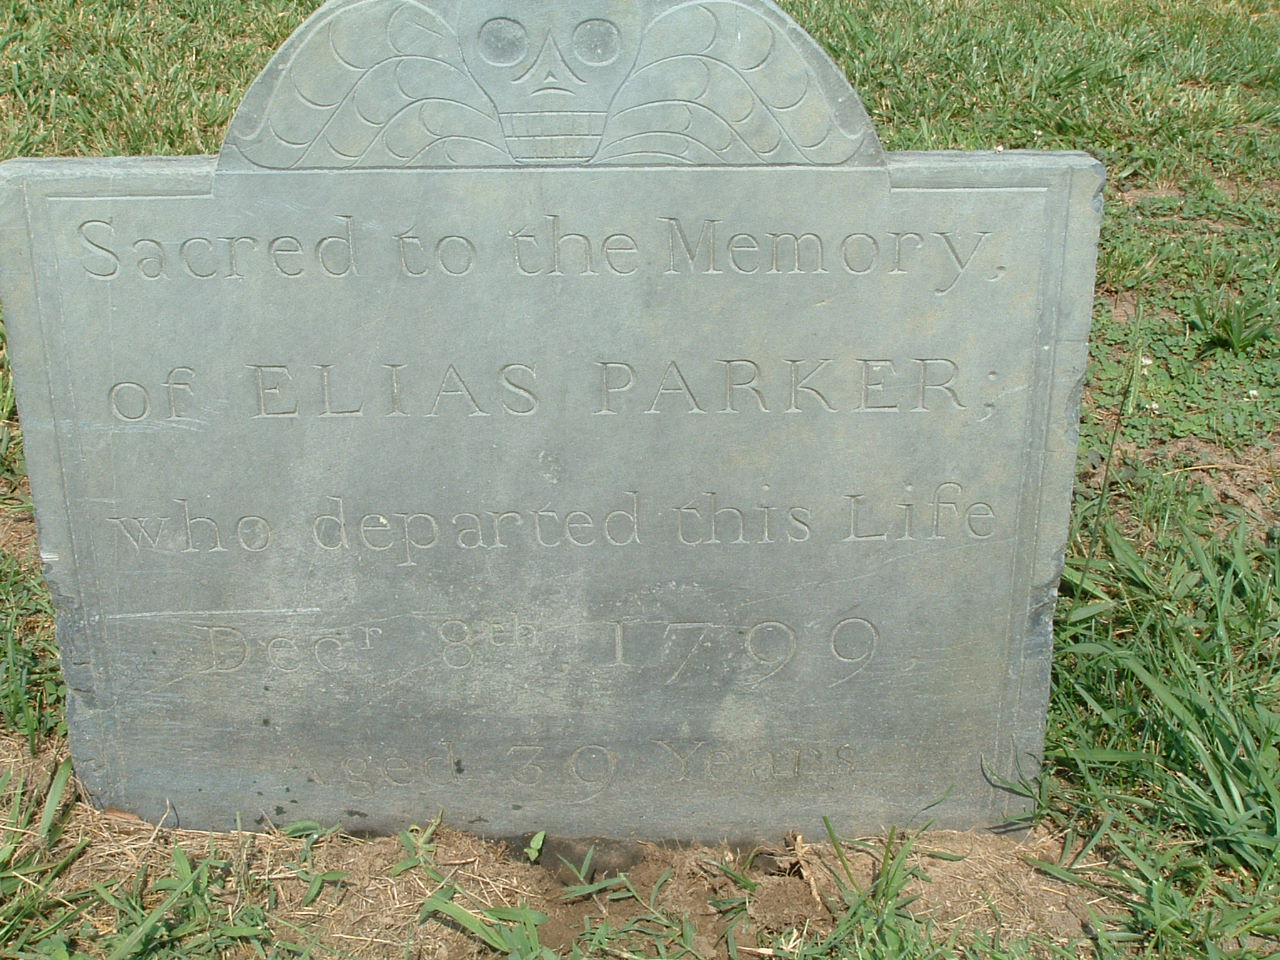 Sacred to the Memory,
of ELIAS PARKER;
who departed this Life
Decr 8th 1799,
Aged 39 Years